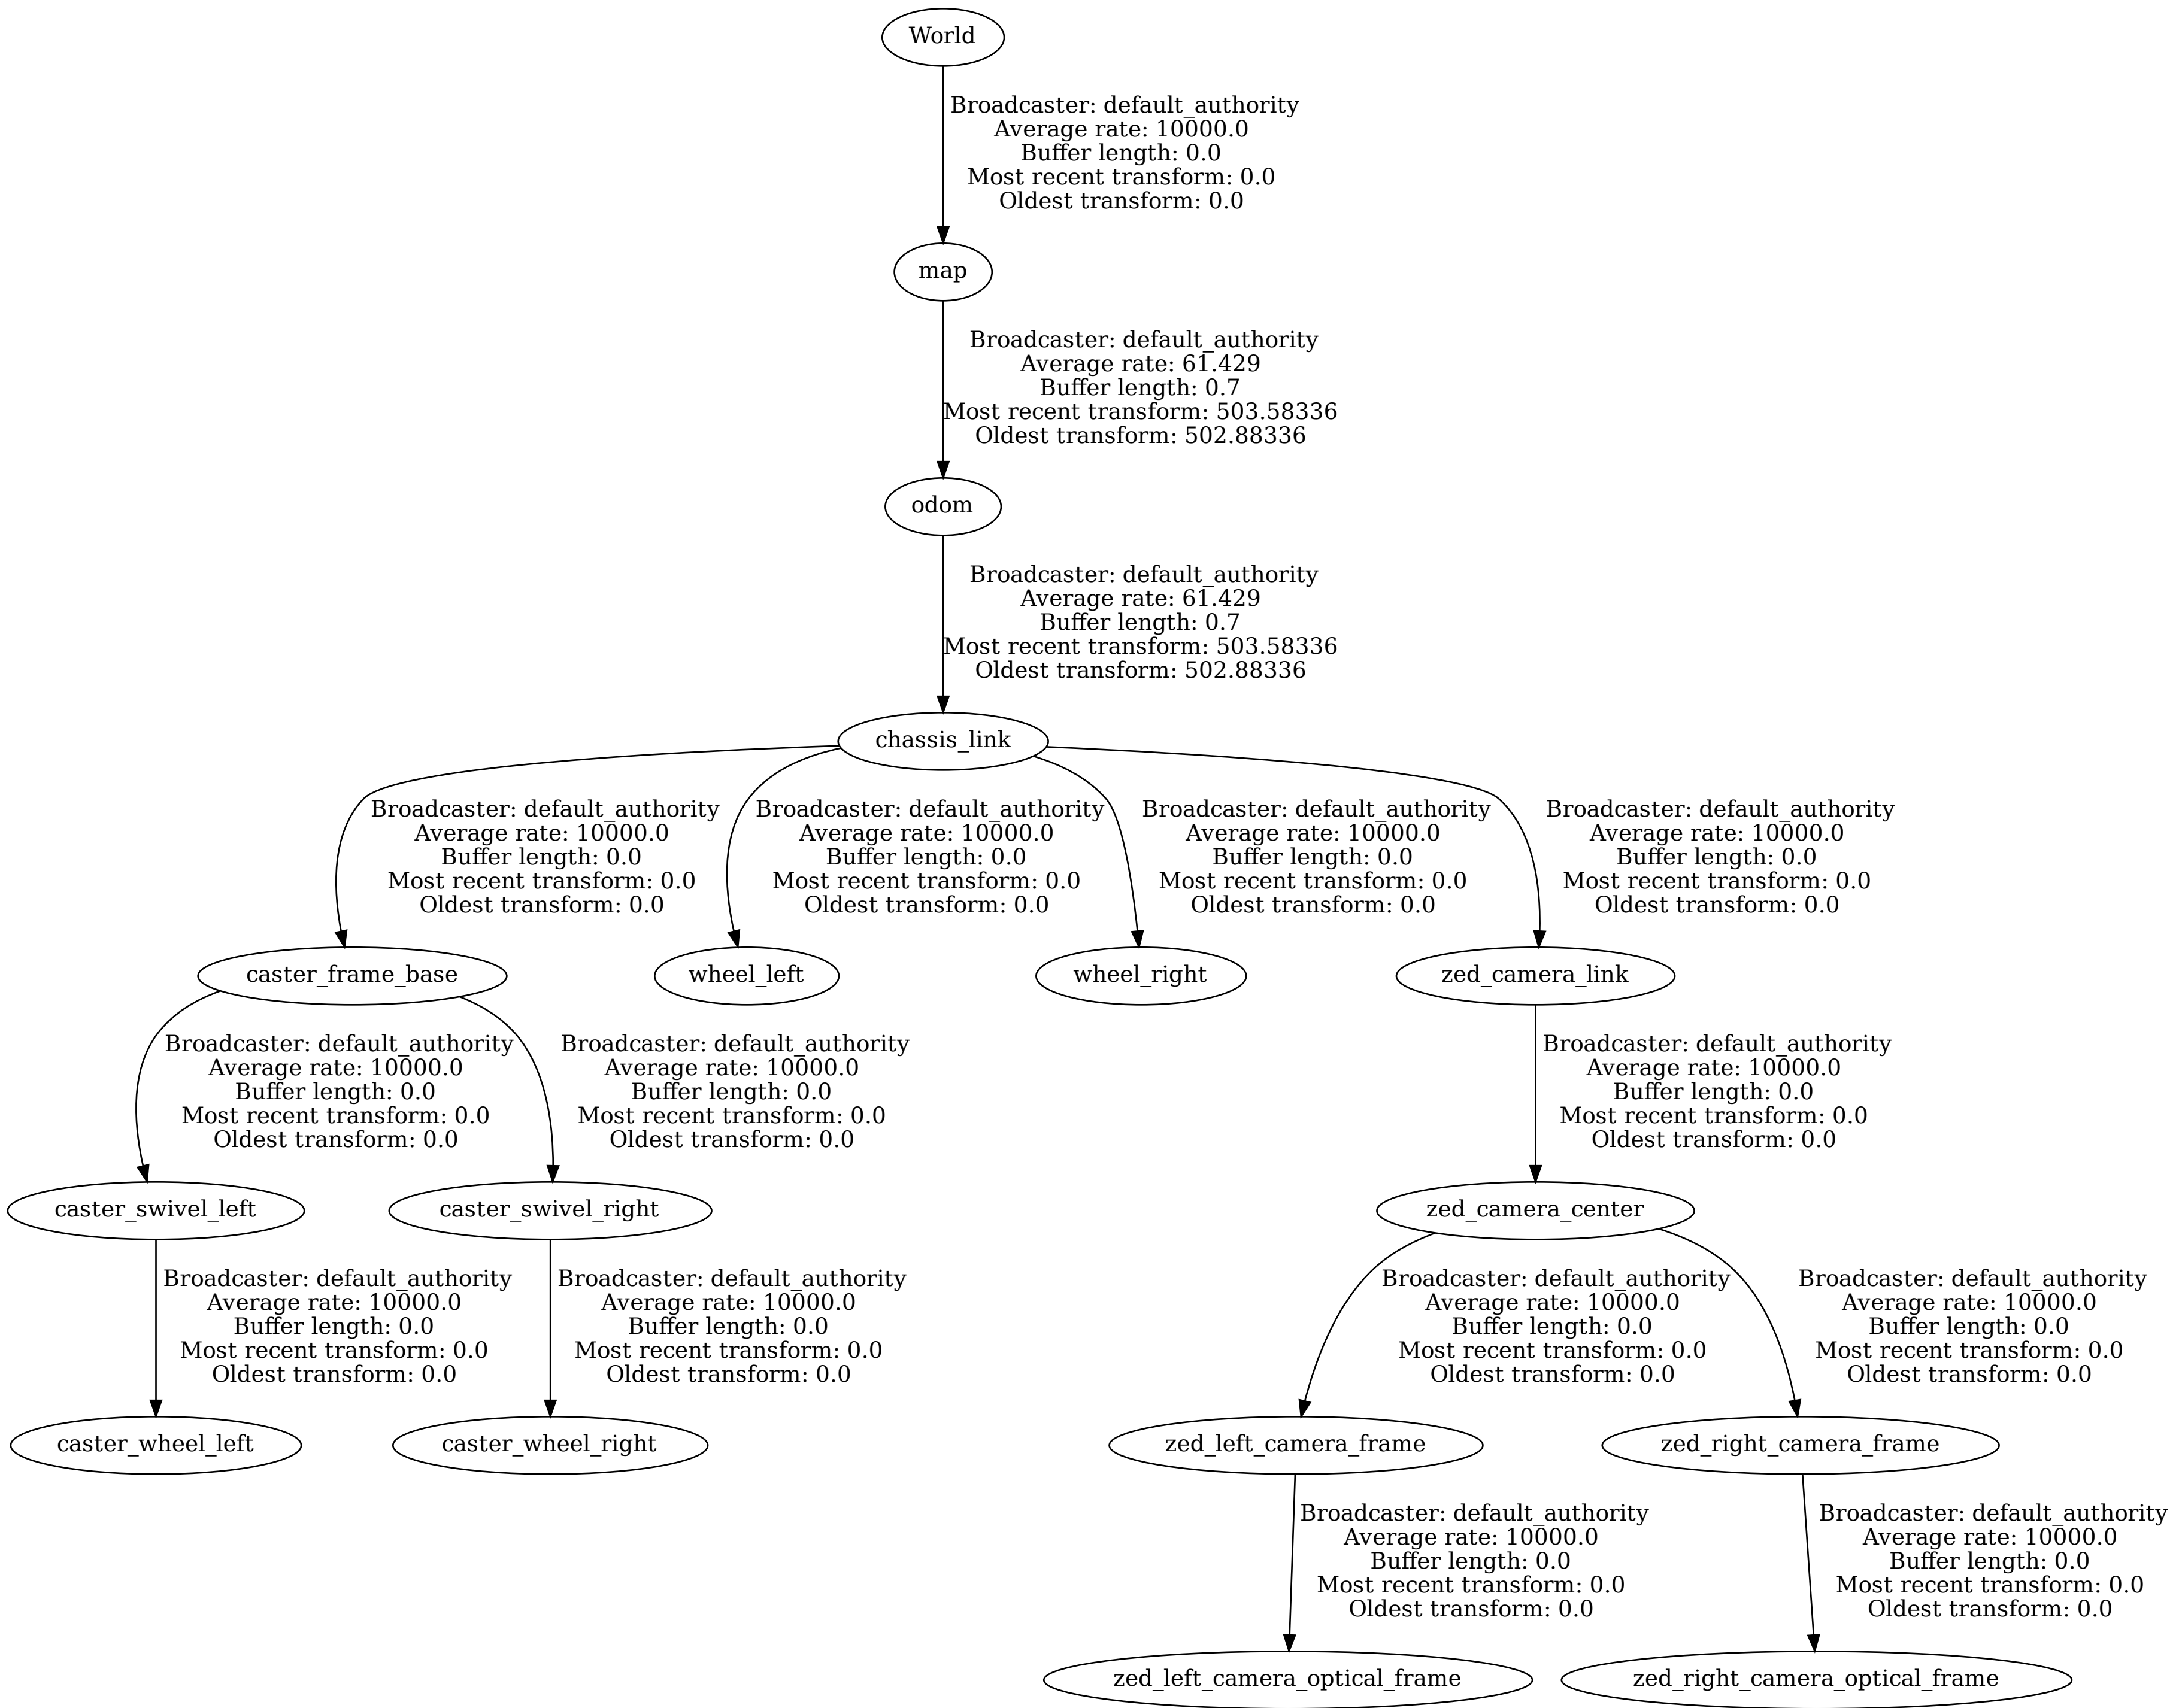 World
Broadcaster: default_authority
Average rate: 10000.0
Buffer length: 0.0
Most recent transform: 0.0
Oldest transform: 0.0
map
Broadcaster: default_authority
Average rate: 61.429
Buffer length: 0.7
Most recent transform: 503.58336
Oldest transform: 502.88336
odom
Broadcaster: default_authority
Average rate: 61.429
Buffer length: 0.7
Most recent transform: 503.58336
Oldest transform: 502.88336
chassis_link
Broadcaster: default_authority
Average rate: 10000.0
Buffer length: 0.0
Most recent transform: 0.0
Oldest transform: 0.0
Broadcaster: default_authority
Average rate: 10000.0
Buffer length: 0.0
Most recent transform: 0.0
Oldest transform: 0.0
Broadcaster: default_authority
Average rate: 10000.0
Buffer length: 0.0
Most recent transform: 0.0
Oldest transform: 0.0
Broadcaster: default_authority
Average rate: 10000.0
Buffer length: 0.0
Most recent transform: 0.0
Oldest transform: 0.0
caster_frame_base
wheel_left
wheel_right
zed_camera_link
Broadcaster: default_authority
Average rate: 10000.0
Buffer length: 0.0
Most recent transform: 0.0
Oldest transform: 0.0
Broadcaster: default_authority
Average rate: 10000.0
Buffer length: 0.0
Most recent transform: 0.0
Oldest transform: 0.0
Broadcaster: default_authority
Average rate: 10000.0
Buffer length: 0.0
Most recent transform: 0.0
Oldest transform: 0.0
caster_swivel_left
caster_swivel_right
zed_camera_center
Broadcaster: default_authority
Average rate: 10000.0
Buffer length: 0.0
Most recent transform: 0.0
Oldest transform: 0.0
Broadcaster: default_authority
Average rate: 10000.0
Buffer length: 0.0
Most recent transform: 0.0
Oldest transform: 0.0
Broadcaster: default_authority
Average rate: 10000.0
Buffer length: 0.0
Most recent transform: 0.0
Oldest transform: 0.0
Broadcaster: default_authority
Average rate: 10000.0
Buffer length: 0.0
Most recent transform: 0.0
Oldest transform: 0.0
caster_wheel_left
caster_wheel_right
zed_left_camera_frame
zed_right_camera_frame
Broadcaster: default_authority
Average rate: 10000.0
Buffer length: 0.0
Most recent transform: 0.0
Oldest transform: 0.0
Broadcaster: default_authority
Average rate: 10000.0
Buffer length: 0.0
Most recent transform: 0.0
Oldest transform: 0.0
zed_left_camera_optical_frame
zed_right_camera_optical_frame